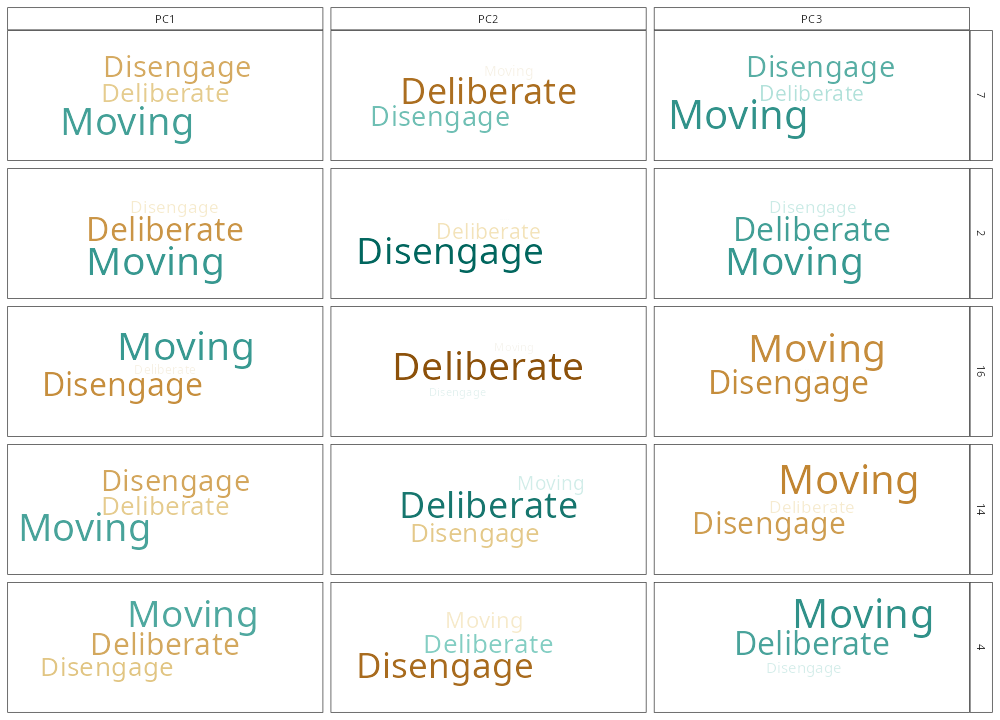 PC1 PC2 PC3
Disengage
Deliberate
Moving
Moving
Deliberate
Disengage
Disengage
Deliberate
Moving
7
Disengage
Deliberate
Moving
Deliberate
Disengage
Disengage
Deliberate
Moving
2
Moving
Deliberate
Disengage
Moving
Deliberate
Disengage
Moving
Disengage
16
Disengage
Deliberate
Moving
Moving
Deliberate
Disengage
Moving
Deliberate
Disengage
14
Moving
Deliberate
Disengage
Moving
Deliberate
Disengage
Moving
Deliberate
Disengage
4